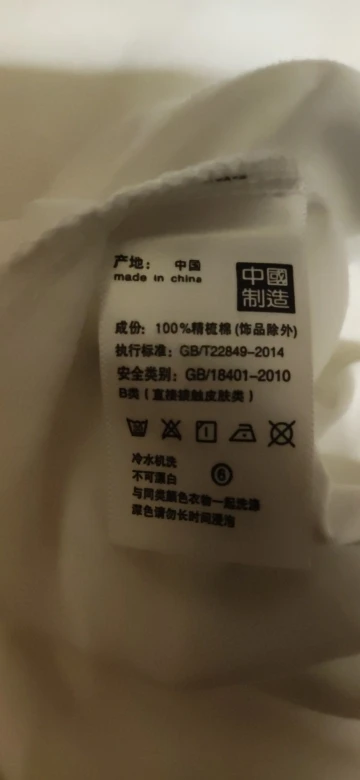 产地： 中国
made in china
中國
制造
成份：100%精梳棉(饰品除外)
执行标准：GB/T22849-2014
安全类别：GB/18401-2010
B类（直接接触皮肤类）
冷水机洗
不可漂白
与同类颜色衣物一起洗涤
深色请勿长时间浸泡
⑥